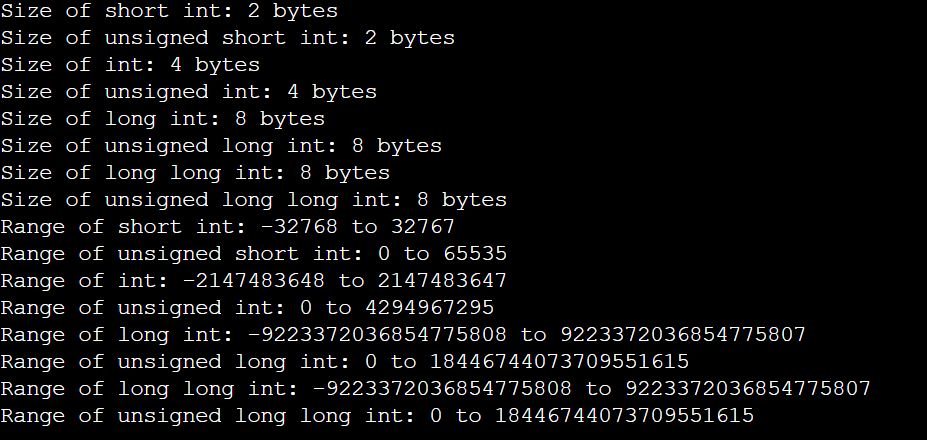 Size of short int: 2 bytes
Size of unsigned short int: 2 bytes
Size of int: 4 bytes
Size of unsigned int: 4 bytes
Size of long int: 8 bytes
Size of unsigned long int: 8 bytes
Size of long long int: 8 bytes
Size of unsigned long long int: 8 bytes
Range of short int: -32768 to 32767
Range of unsigned short int: 0 to 65535
Range of int: -2147483648 to 2147483647
Range of unsigned int: 0 to 4294967295
Range of long int: -9223372036854775808 to 9223372036854775807
Range of unsigned long int: 0 to 18446744073709551615
Range of long long int: -9223372036854775808 to 9223372036854775807
Range of unsigned long long int: 0 to 18446744073709551615